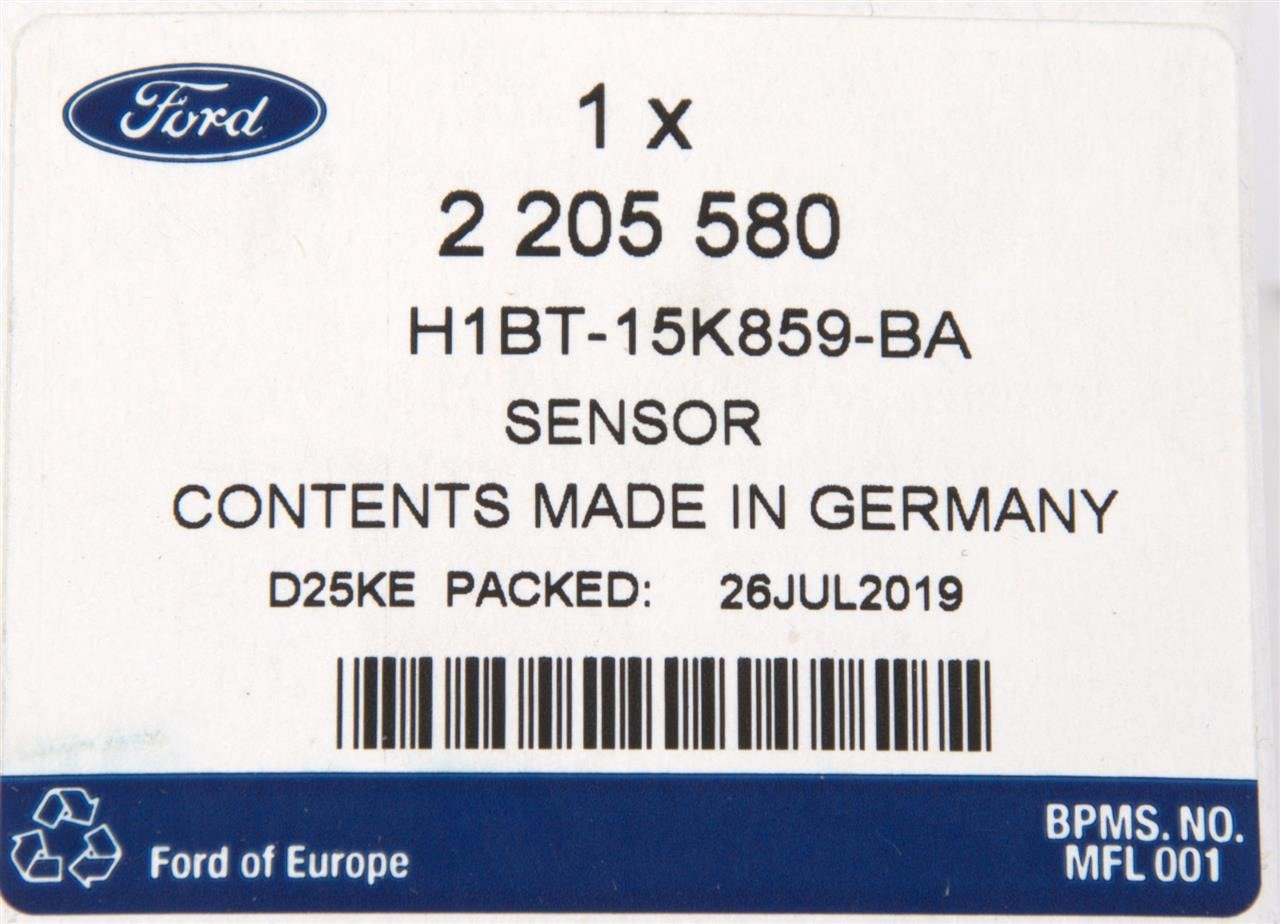 Ford
1 x
2 205 580
H1BT-15K859-BA
SENSOR
CONTENTS MADE IN GERMANY
D25KE PACKED: 26JUL2019
Ford of Europe
BPMS. NO.
MFL 001